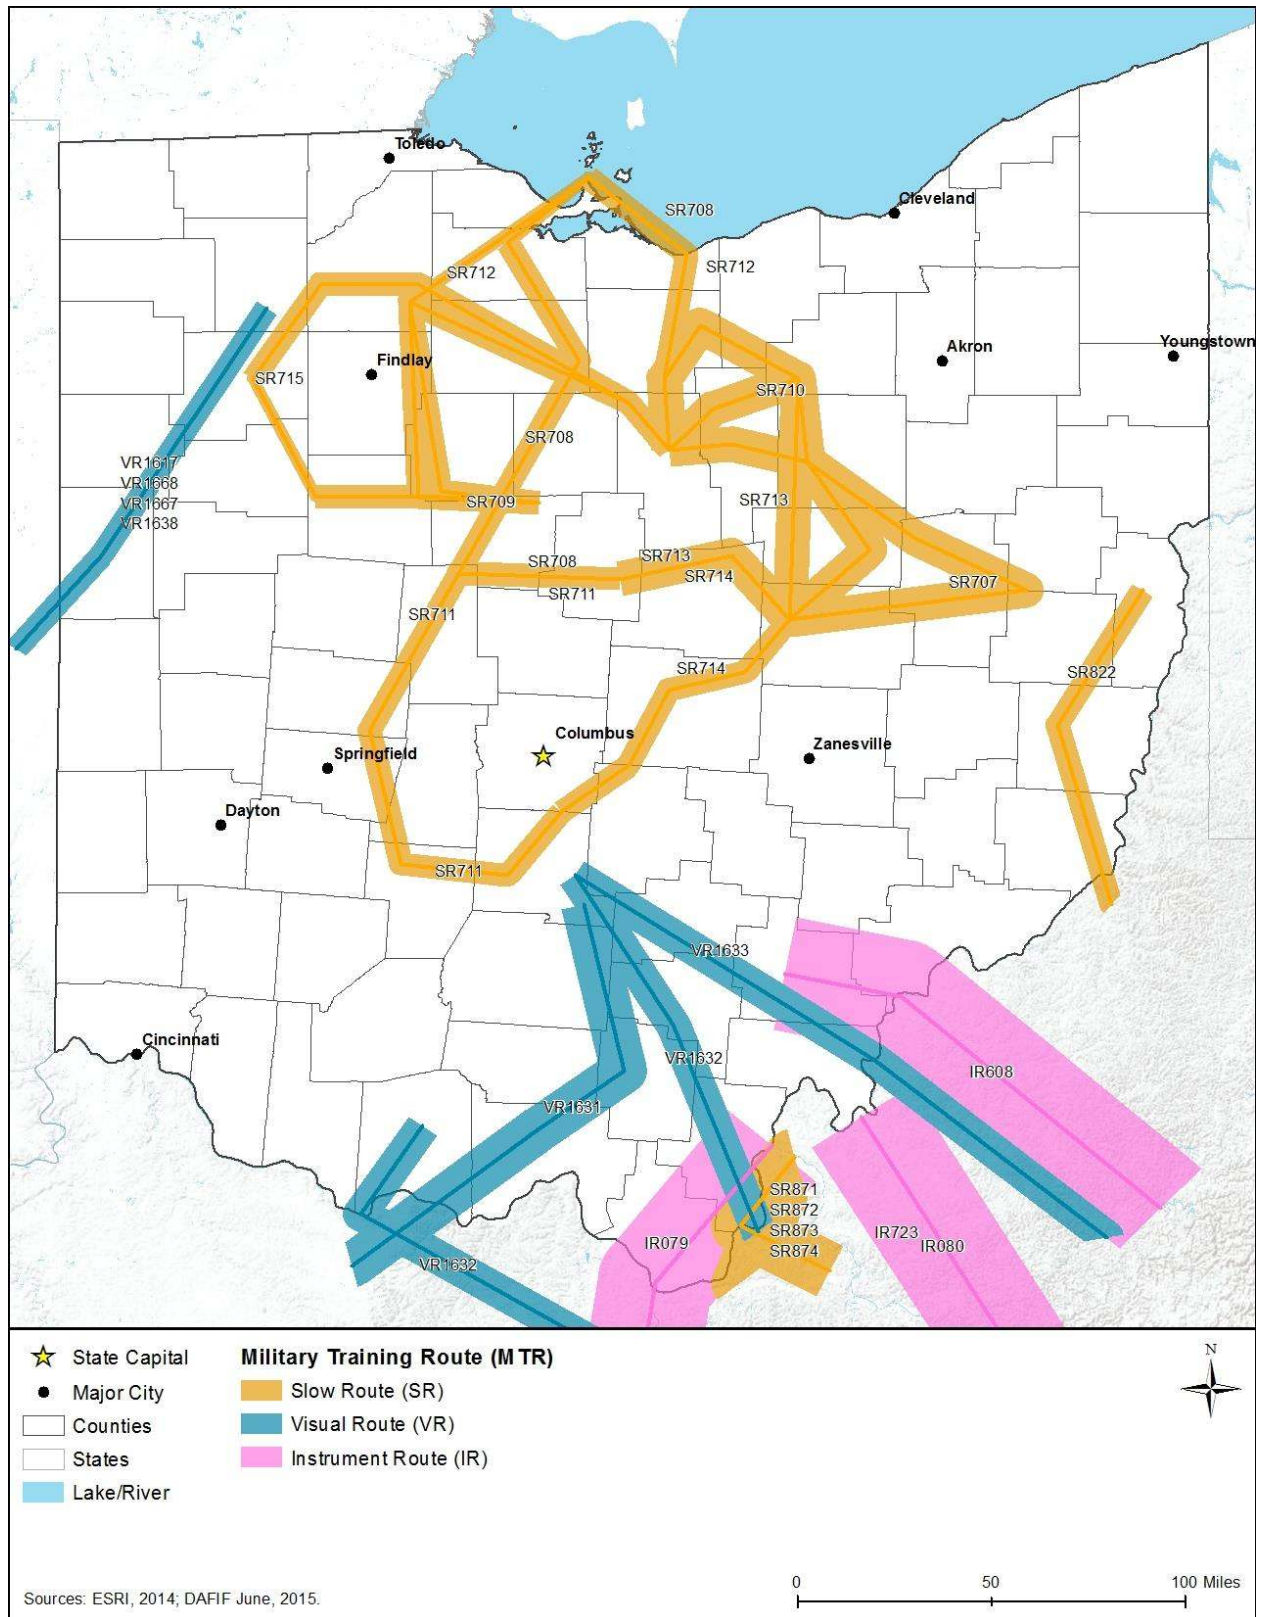 Toledo
SR708
Cleveland
SR712
SR712
Akron
Youngstown
Findlay
SR715
SR710
SR708
VR1617
VR1668
VR1667
VR1638
SR709
SR713
SR708
SR713
SR714
SR711
SR707
SR711
SR714
SR822
Columbus
Zanesville
Springfield
Dayton
SR711
VR1633
Cincinnati
VR1632
IR608
VR1631
SR871
SR872
SR873
SR874
IR079
IR723
IR080
VR1632
State Capital
Major City
Counties
States
Lake/River
Military Training Route (MTR)
Slow Route (SR)
Visual Route (VR)
Instrument Route (IR)
N
0 50 100 Miles
Sources: ESRI, 2014; DAFIF June, 2015.